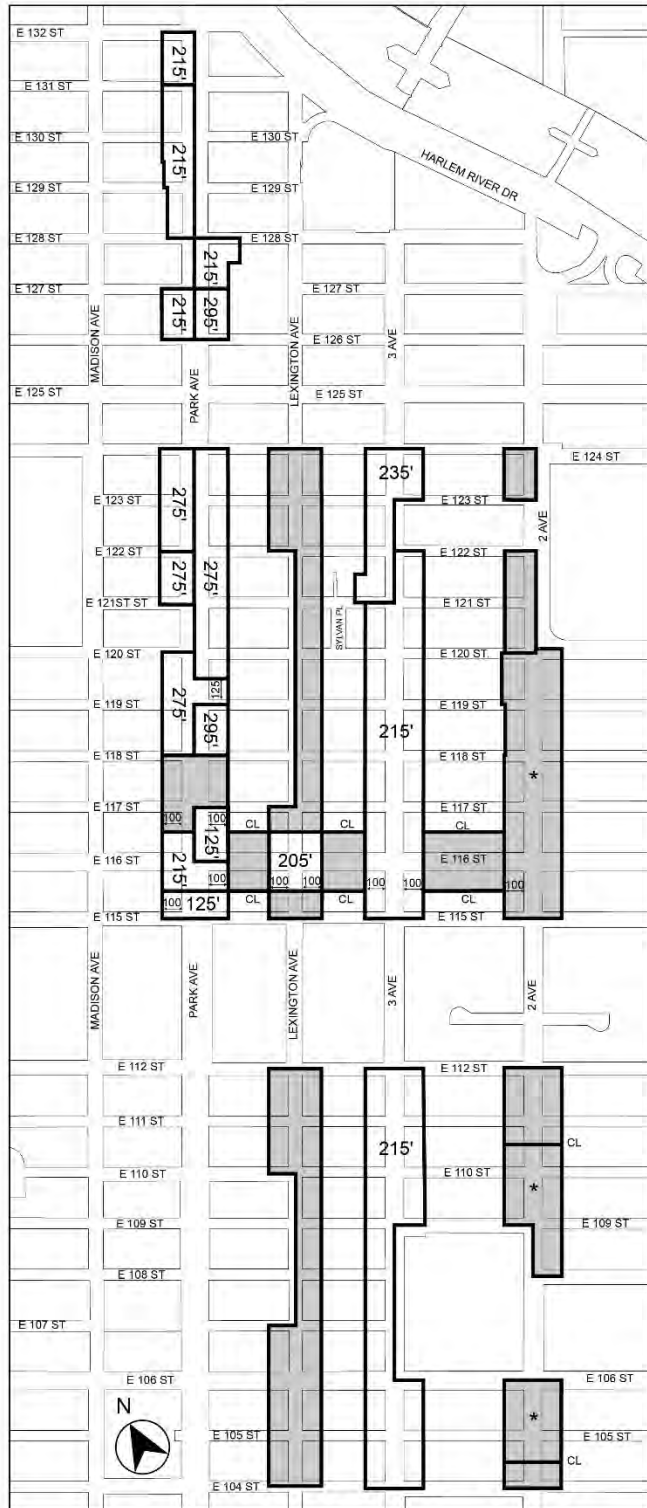 E 132 ST
215'
E 131 ST
E 130 ST
E 130 ST
215'
HARLEM RIVER DR
E 129 ST
E 129 ST
E 128 ST
E 128 ST
215'
E 127 ST
E 127 ST
215'
295'
MADISON AVE
PARK AVE
LEXINGTON AVE
3 AVE
E 126 ST
E 125 ST
E 125 ST
235'
E 124 ST
275'
E 123 ST
E 123 ST
2 AVE
E 122 ST
E 122 ST
275'
275'
E 121ST ST
E 121 ST
SYLVAN PL
E 120 ST
E 120 ST
275'
125
E 119 ST
E 119 ST
295'
215'
E 118 ST
E 118 ST
*
E 117 ST
E 117 ST
100
100
CL
CL
CL
125'
E 116 ST
205'
E 116 ST
215'
100
100
100
100
100
100
100
125'
CL
CL
CL
E 115 ST
E 115 ST
MADISON AVE
PARK AVE
LEXINGTON AVE
3 AVE
2 AVE
E 112 ST
E 112 ST
E 111 ST
CL
215'
E 110 ST
E 110 ST
*
E 109 ST
E 109 ST
E 108 ST
E 107 ST
E 106 ST
E 106 ST
N
*
E 105 ST
E 105 ST
CL
E 104 ST